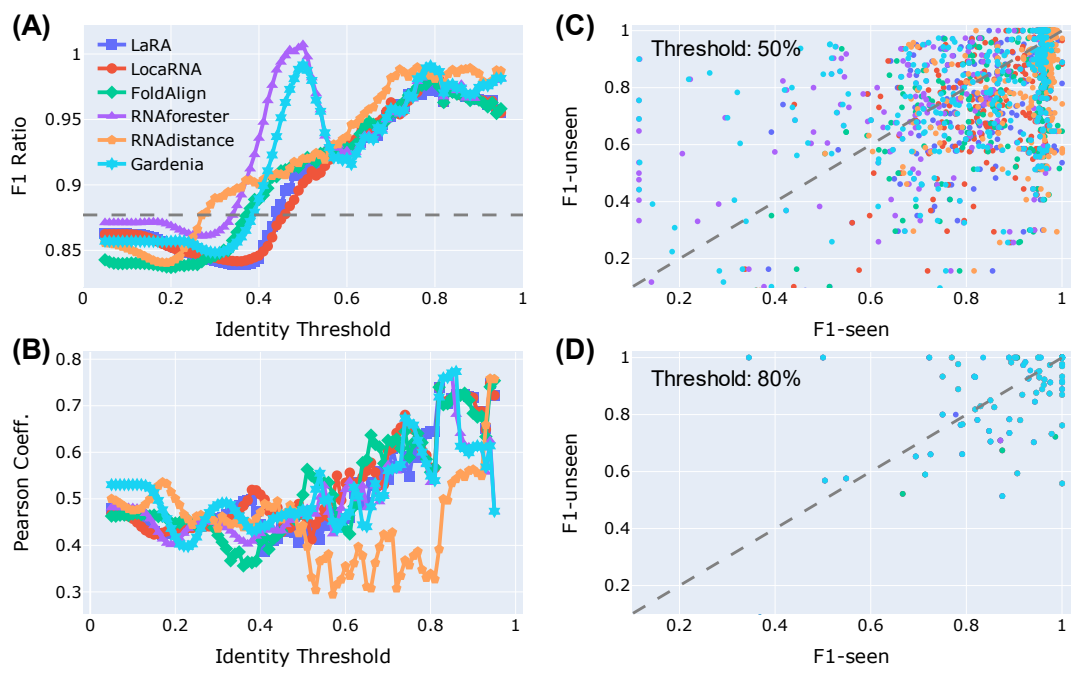 (A)
LaRA
LocaRNA
FoldAlign
RNAforester
RNAdistance
Gardenia
1
0.95
0.9
0.85
F1 Ratio
0
0.2
0.4
0.6
0.8
1
Identity Threshold
(C)
Threshold: 50%
1
0.8
0.6
0.4
0.2
F1-unseen
0.2
0.4
0.6
0.8
1
F1-seen
(B)
0.8
0.7
0.6
0.5
0.4
0.3
Pearson Coeff.
0
0.2
0.4
0.6
0.8
1
Identity Threshold
(D)
Threshold: 80%
1
0.8
0.6
0.4
0.2
F1-unseen
0.2
0.4
0.6
0.8
1
F1-seen